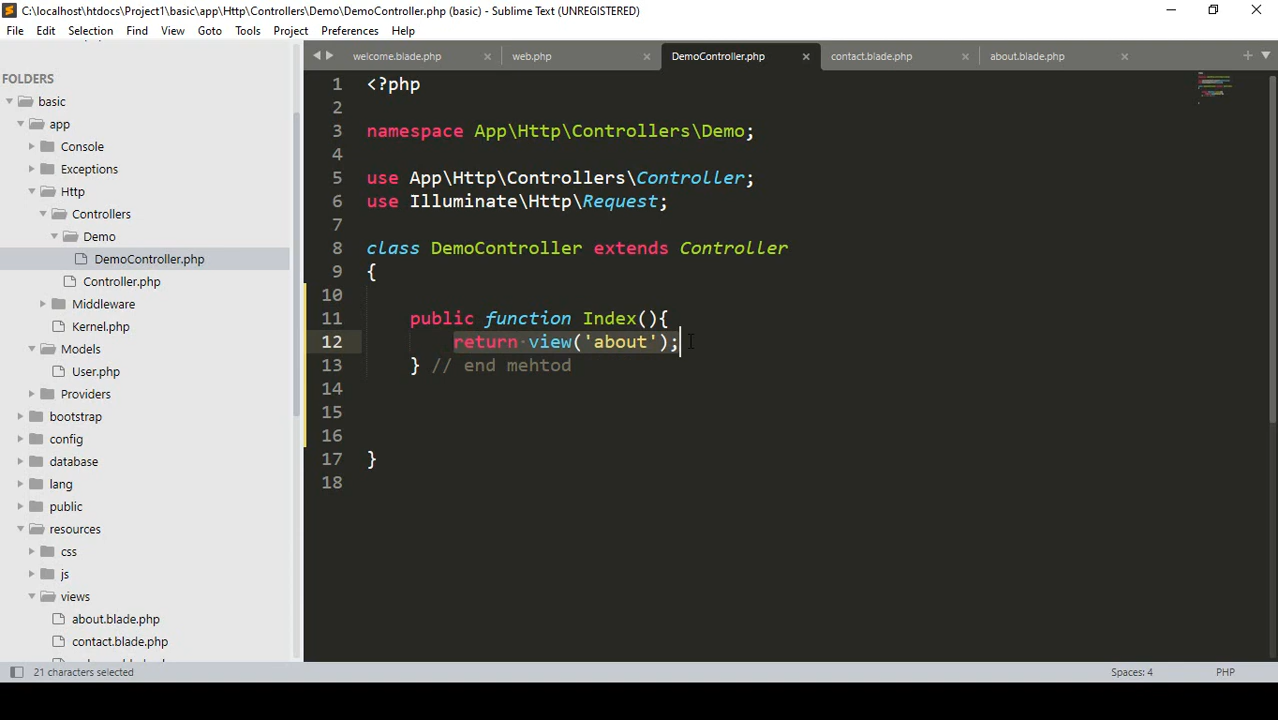 C:\localhost\htdocs\Project1\basic\app\Http\Controllers\Demo\DemoController.php (basic) - Sublime Text (UNREGISTERED)
File Edit Selection Find View Goto Tools Project Preferences Help
welcome.blade.php web.php DemoController.php contact.blade.php about.blade.php
FOLDERS
basic
app
Console
Exceptions
Http
Controllers
Demo
DemoController.php
Controller.php
Middleware
Kernel.php
Models
User.php
Providers
bootstrap
config
database
lang
public
resources
css
js
views
about.blade.php
contact.blade.php
1 <?php
2
3 namespace App\Http\Controllers\Demo;
4
5 use App\Http\Controllers\Controller;
6 use Illuminate\Http\Request;
7
8 class DemoController extends Controller
9 {
10
11 public function Index(){
12 return view('about');
13 } // end mehtod
14
15
16
17 }
18
21 characters selected Spaces: 4 PHP